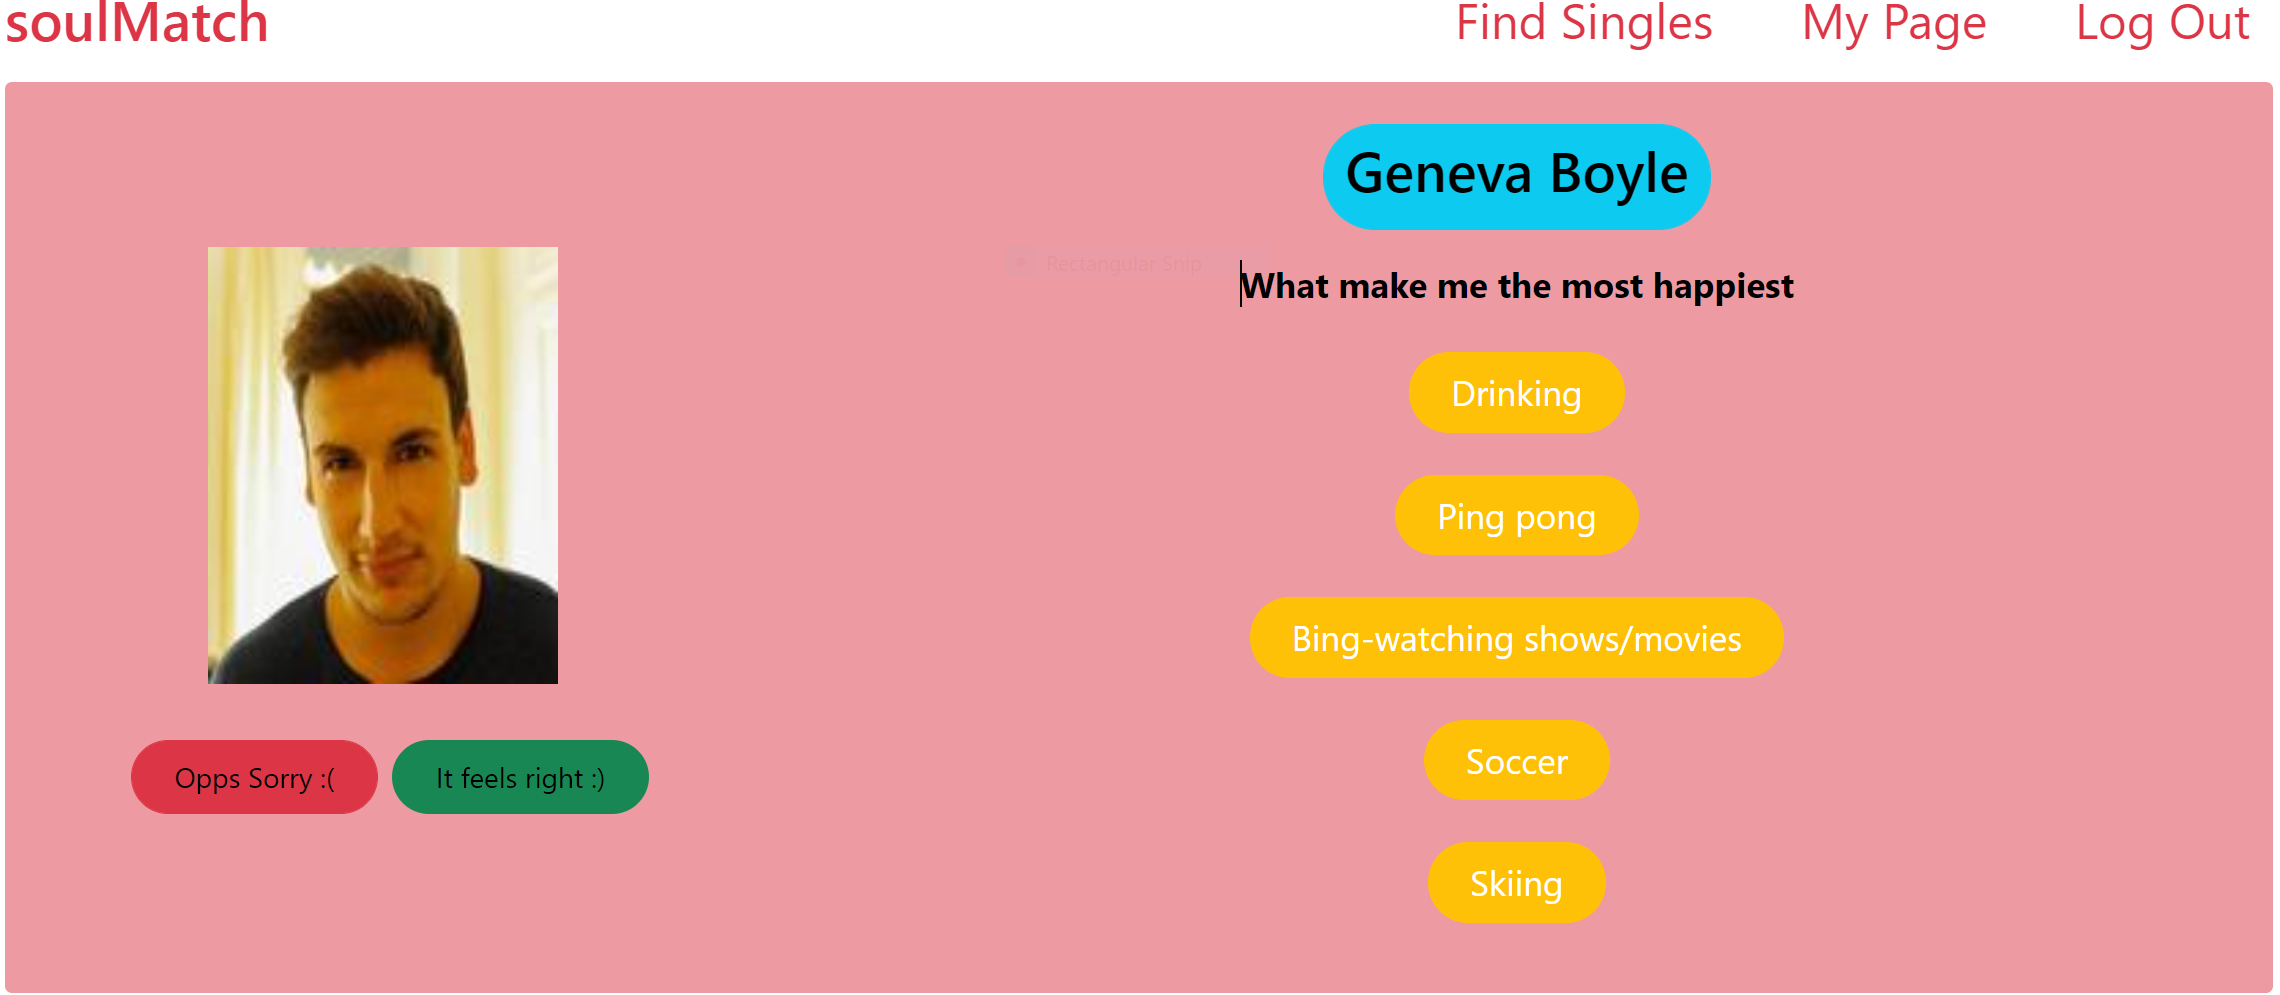 soulMatch
Find Singles
My Page
Log Out
Geneva Boyle
Rectangular Snip
What make me the most happiest
Drinking
Ping pong
Bing-watching shows/movies
Soccer
Skiing
Opps Sorry :(
It feels right :)